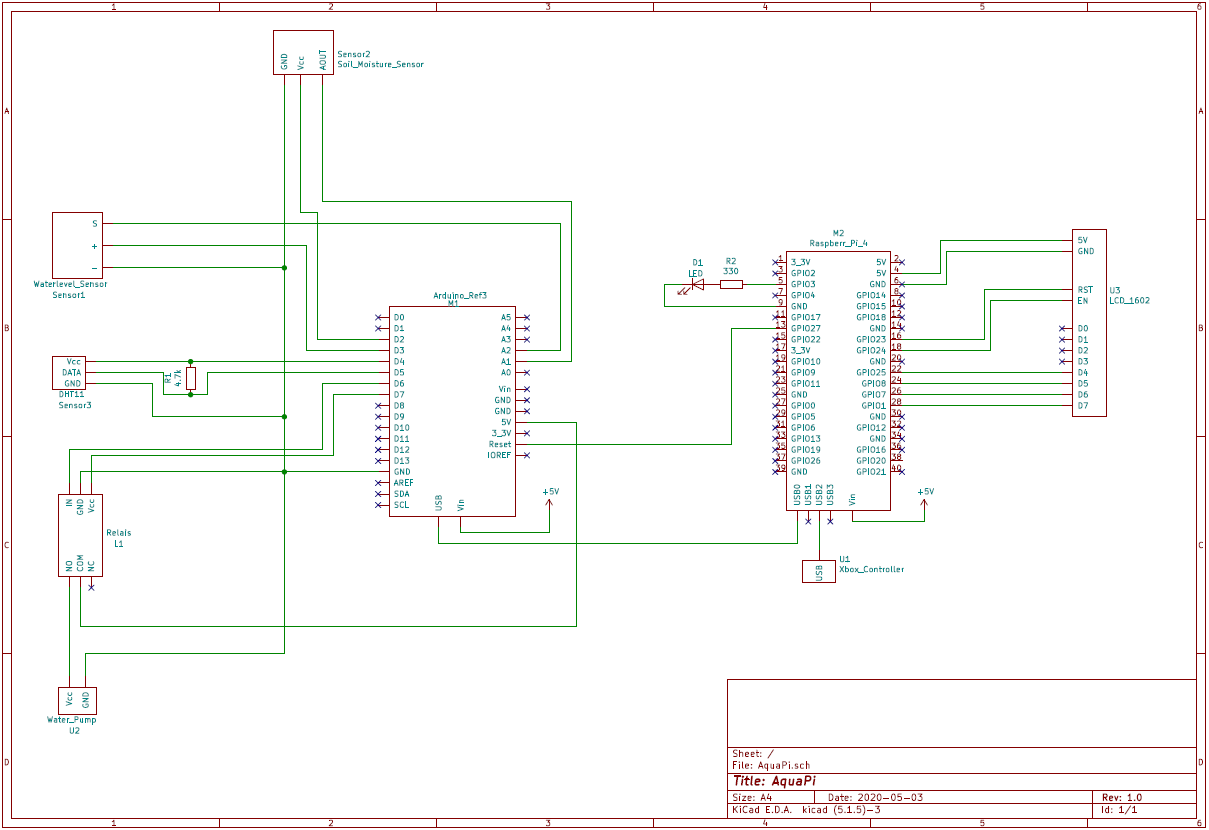 1 2 3 4 5 6
A
B
C
D
A
B
C
D
1 2 3 4 5 6
GND Vcc AOUT
Sensor2
Soil_Moisture_Sensor
S
+
−
Waterlevel_Sensor
Sensor1
Vcc
DATA
GND
DHT11
Sensor3
R1
4.7k
IN GND Vcc
NO COM NC
Relais
L1
Vcc GND
Water_Pump
U2
Arduino_Ref3
M1
D0
D1
D2
D3
D4
D5
D6
D7
D8
D9
D10
D11
D12
D13
GND
AREF
SDA
SCL
A5
A4
A3
A2
A1
A0
Vin
GND
GND
5V
3_3V
Reset
IOREF
USB Vin
+5V
D1
LED
R2
330
M2
Raspberr_Pi_4
1 3_3V 5V 2
3 GPIO2 5V 4
5 GPIO3 GND 6
7 GPIO4 GPIO14 8
9 GND GPIO15 10
11 GPIO17 GPIO18 12
13 GPIO27 GND 14
15 GPIO22 GPIO23 16
17 3_3V GPIO24 18
19 GPIO10 GND 20
21 GPIO9 GPIO25 22
23 GPIO11 GPIO8 24
25 GND GPIO7 26
27 GPIO0 GPIO1 28
29 GPIO5 GND 30
31 GPIO6 GPIO12 32
33 GPIO13 GND 34
35 GPIO19 GPIO16 36
37 GPIO26 GPIO20 38
39 GND GPIO21 40
USB0 USB1 USB2 USB3 Vin
+5V
USB
U1
Xbox_Controller
5V
GND
RST
EN
D0
D1
D2
D3
D4
D5
D6
D7
U3
LCD_1602
Sheet: /
File: AquaPi.sch
Title: AquaPi
Size: A4 Date: 2020-05-03 Rev: 1.0
KiCad E.D.A. kicad (5.1.5)-3 Id: 1/1